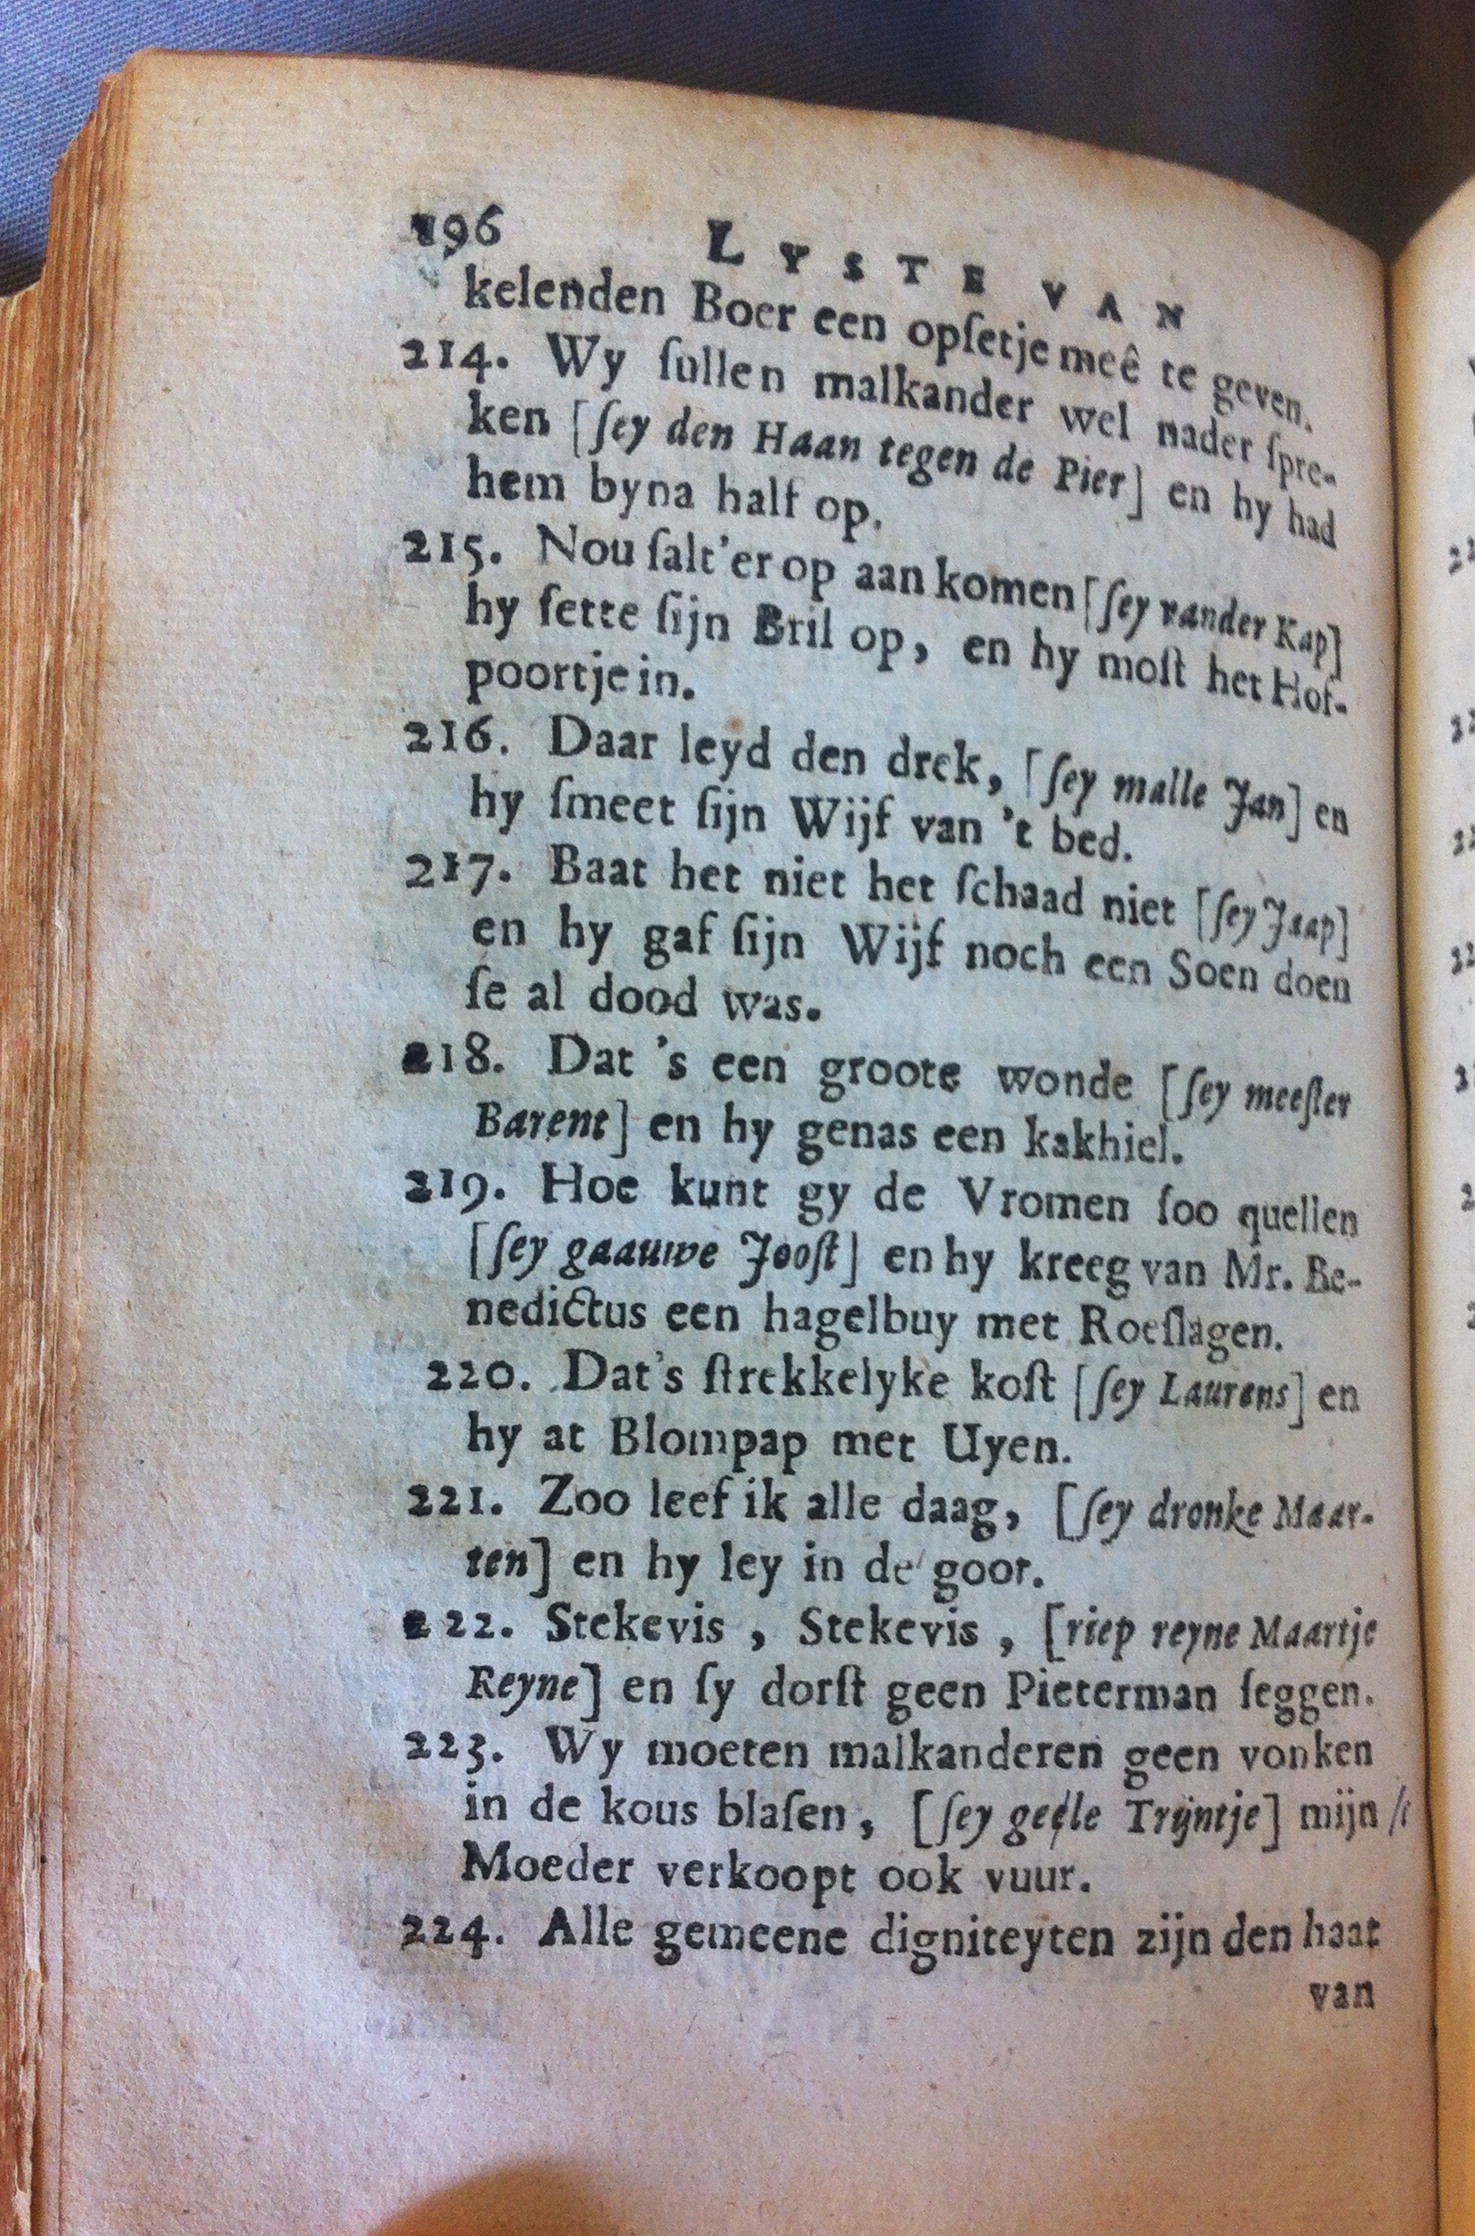 196 LYSTE VAN
kelenden Boer een opſetje meê te geven.
214. Wy ſullen malkander wel nader ſpre-
ken [ſey den Haan tegen de Pier] en hy had
hem byna half op.
215. Nou ſalt'er op aan komen [ſey vander Kap]
hy ſette ſijn Bril op, en hy moſt het Hof-
poortje in.
216. Daar leyd den drek, [ſey malle Jan] en
hy ſmeet ſijn Wijf van 't bed.
217. Baat het niet het ſchaad niet [ſey Jaap]
en hy gaf ſijn Wijf noch een Soen doen
ſe al dood was.
218. Dat 's een groote wonde [ſey meeſter
Barent] en hy genas een kakhiel.
219. Hoe kunt gy de Vromen ſoo quellen
[ſey gaauwe Jooſt] en hy kreeg van Mr. Be-
nedictus een hagelbuy met Roeſlagen.
220. Dat's ſtrekkelyke koſt [ſey Laurens] en
hy at Blompap met Uyen.
221. Zoo leef ik alle daag, [ſey dronke Maar-
ten] en hy ley in de goot.
222. Stekevis, Stekevis, [riep reyne Maartje
Reyne] en ſy dorſt geen Pieterman ſeggen.
223. Wy moeten malkanderen geen vonken
in de kous blaſen, [ſey geele Trijntje] mijn
Moeder verkoopt ook vuur.
224. Alle gemeene digniteyten zijn den haat
van